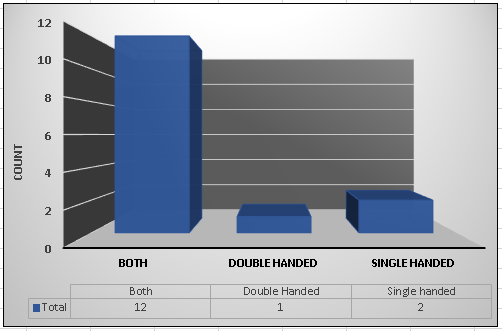 12
10
8
6
4
2
0
COUNT
BOTH DOUBLE HANDED SINGLE HANDED
Both Double Handed Single handed
Total 12 1 2